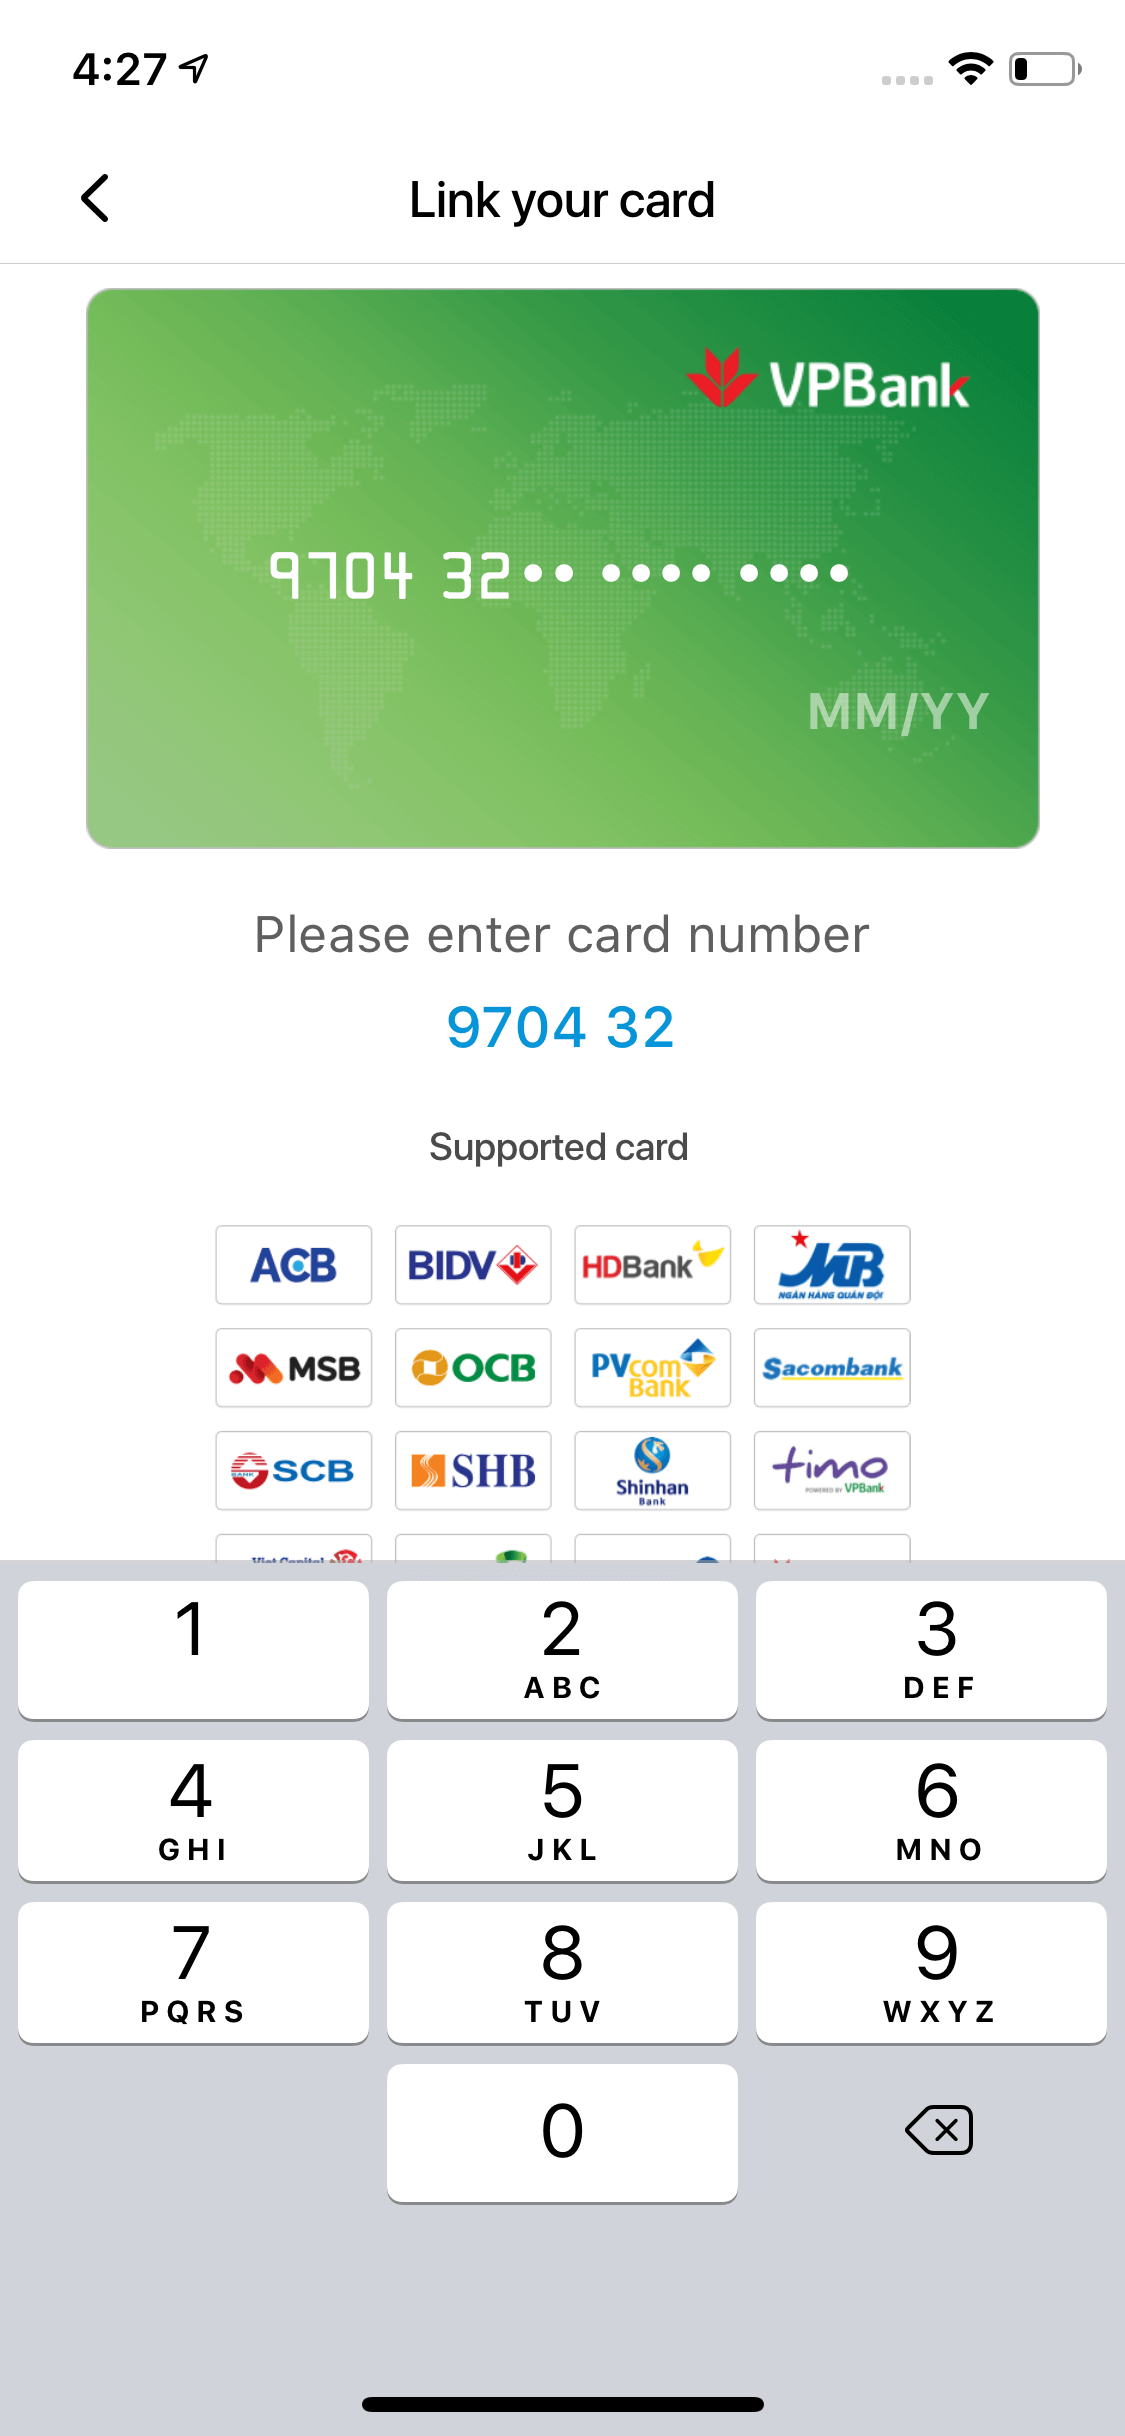 4:27
Link your card
VPBank
9704 32•• •••• ••••
MM/YY
Please enter card number
9704 32
Supported card
ACB BIDV HDBank MB NGÂN HÀNG QUÂN ĐỘI
MSB OCB PVcomBank Sacombank
SCB SHB Shinhan Bank timo POWERED BY VPBank
Viet Capital
1 2 ABC 3 DEF
4 GHI 5 JKL 6 MNO
7 PQRS 8 TUV 9 WXYZ
0